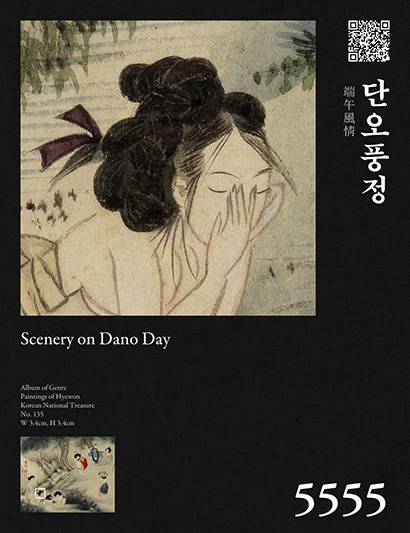 단오풍정
端午風情
Scenery on Dano Day
Album of Genre
Paintings of Hyewon
Korean National Treasure
No. 135
W 3.4cm, H 3.4cm
5555